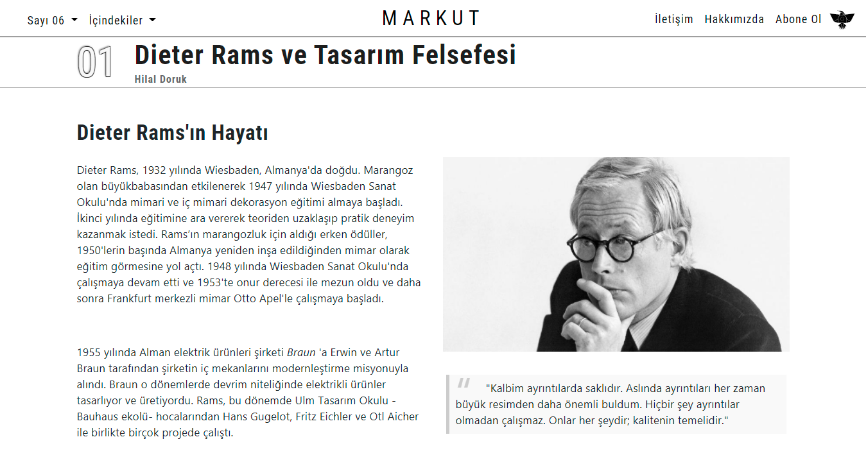 Sayı 06 İçindekiler MARKUT İletişim Hakkımızda Abone Ol
01 Dieter Rams ve Tasarım Felsefesi
Hilal Doruk
Dieter Rams'ın Hayatı
Dieter Rams, 1932 yılında Wiesbaden, Almanya'da doğdu. Marangoz
olan büyükbabasından etkilenerek 1947 yılında Wiesbaden Sanat
Okulu'nda mimari ve iç mimari dekorasyon eğitimi almaya başladı.
İkinci yılında eğitimine ara vererek teoriden uzaklaşıp pratik deneyim
kazanmak istedi. Rams'ın marangozluk için aldığı erken ödüller,
1950'lerin başında Almanya yeniden inşa edildiğinden mimar olarak
eğitim görmesine yol açtı. 1948 yılında Wiesbaden Sanat Okulu'nda
çalışmaya devam etti ve 1953'te onur derecesi ile mezun oldu ve daha
sonra Frankfurt merkezli mimar Otto Apel'le çalışmaya başladı.
1955 yılında Alman elektrik ürünleri şirketi Braun 'a Erwin ve Artur
Braun tarafından şirketin iç mekanlarını modernleştirme misyonuyla
alındı. Braun o dönemlerde devrim niteliğinde elektrikli ürünler
tasarlıyor ve üretiyordu. Rams, bu dönemde Ulm Tasarım Okulu -
Bauhaus ekolü- hocalarından Hans Gugelot, Fritz Eichler ve Otl Aicher
ile birlikte birçok projede çalıştı.
"Kalbim ayrıntılarda saklıdır. Aslında ayrıntıları her zaman
büyük resimden daha önemli buldum. Hiçbir şey ayrıntılar
olmadan çalışmaz. Onlar her şeydir; kalitenin temelidir."